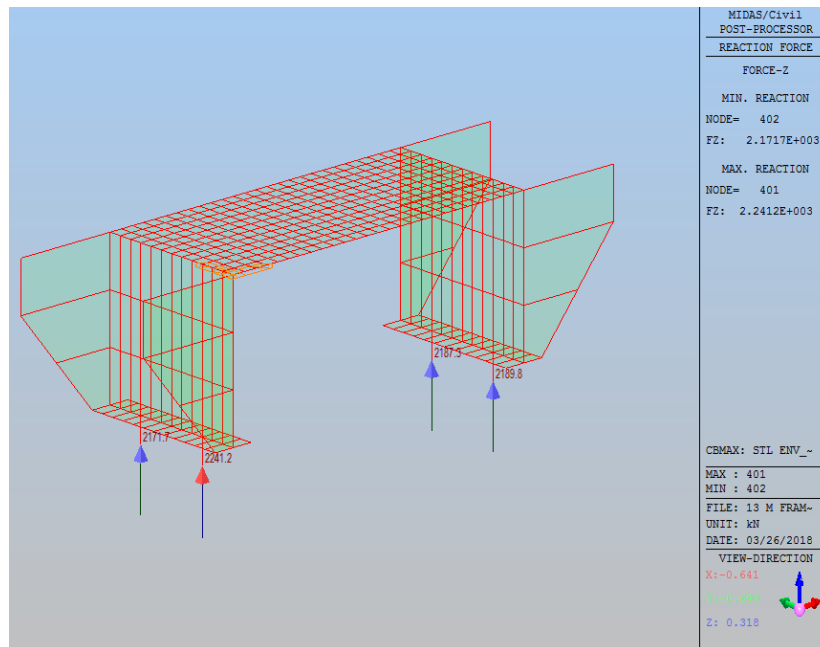 MIDAS/Civil
POST-PROCESSOR
REACTION FORCE
FORCE-Z
MIN. REACTION
NODE= 402
FZ: 2.1717E+003
MAX. REACTION
NODE= 401
FZ: 2.2412E+003
2187.3
2189.8
2171.7
2241.2
CBMAX: STL ENV_~
MAX : 401
MIN : 402
FILE: 13 M FRAM~
UNIT: kN
DATE: 03/26/2018
VIEW-DIRECTION
X:-0.641
Z: 0.318